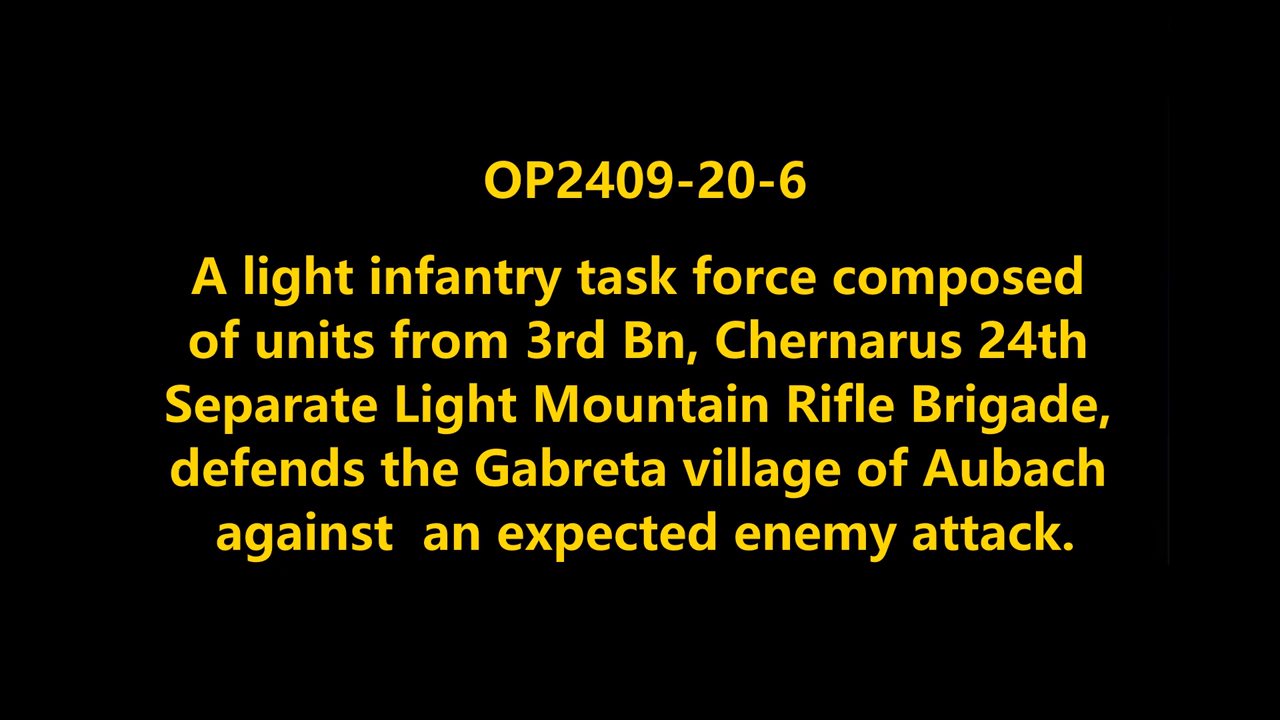 OP2409-20-6
A light infantry task force composed
of units from 3rd Bn, Chernarus 24th
Separate Light Mountain Rifle Brigade,
defends the Gabreta village of Aubach
against  an expected enemy attack.